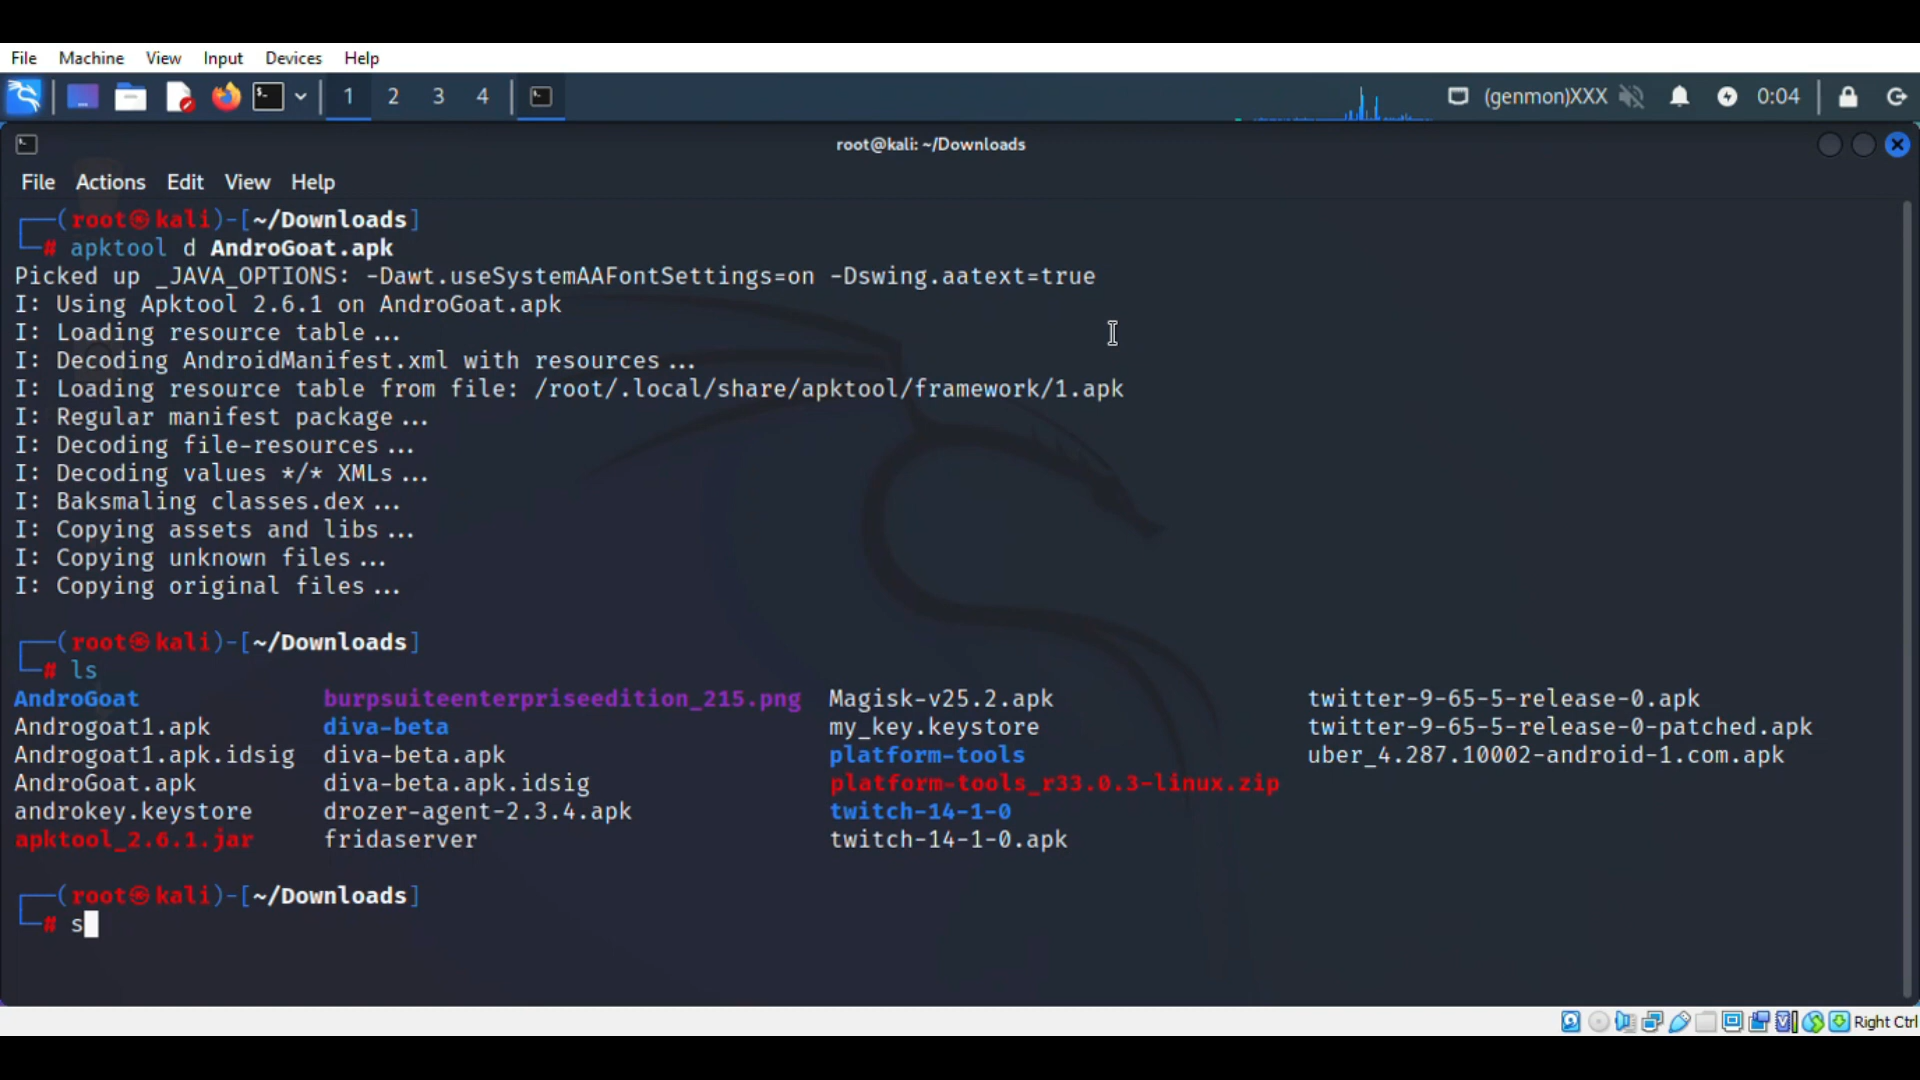 File Machine View Input Devices Help
1 2 3 4 (genmon)XXX 0:04
root@kali: ~/Downloads
File Actions Edit View Help
┌──(root㉿kali)-[~/Downloads]
└─# apktool d AndroGoat.apk
Picked up _JAVA_OPTIONS: -Dawt.useSystemAAFontSettings=on -Dswing.aatext=true
I: Using Apktool 2.6.1 on AndroGoat.apk
I: Loading resource table...
I: Decoding AndroidManifest.xml with resources...
I: Loading resource table from file: /root/.local/share/apktool/framework/1.apk
I: Regular manifest package...
I: Decoding file-resources...
I: Decoding values */* XMLs...
I: Baksmaling classes.dex...
I: Copying assets and libs...
I: Copying unknown files...
I: Copying original files...
┌──(root㉿kali)-[~/Downloads]
└─# ls
AndroGoat burpsuiteenterpriseedition_215.png Magisk-v25.2.apk twitter-9-65-5-release-0.apk
Androgoat1.apk diva-beta my_key.keystore twitter-9-65-5-release-0-patched.apk
Androgoat1.apk.idsig diva-beta.apk platform-tools uber_4.287.10002-android-1.com.apk
AndroGoat.apk diva-beta.apk.idsig platform-tools_r33.0.3-linux.zip
androkey.keystore drozer-agent-2.3.4.apk twitch-14-1-0
apktool_2.6.1.jar fridaserver twitch-14-1-0.apk
┌──(root㉿kali)-[~/Downloads]
└─# s
Right Ctrl